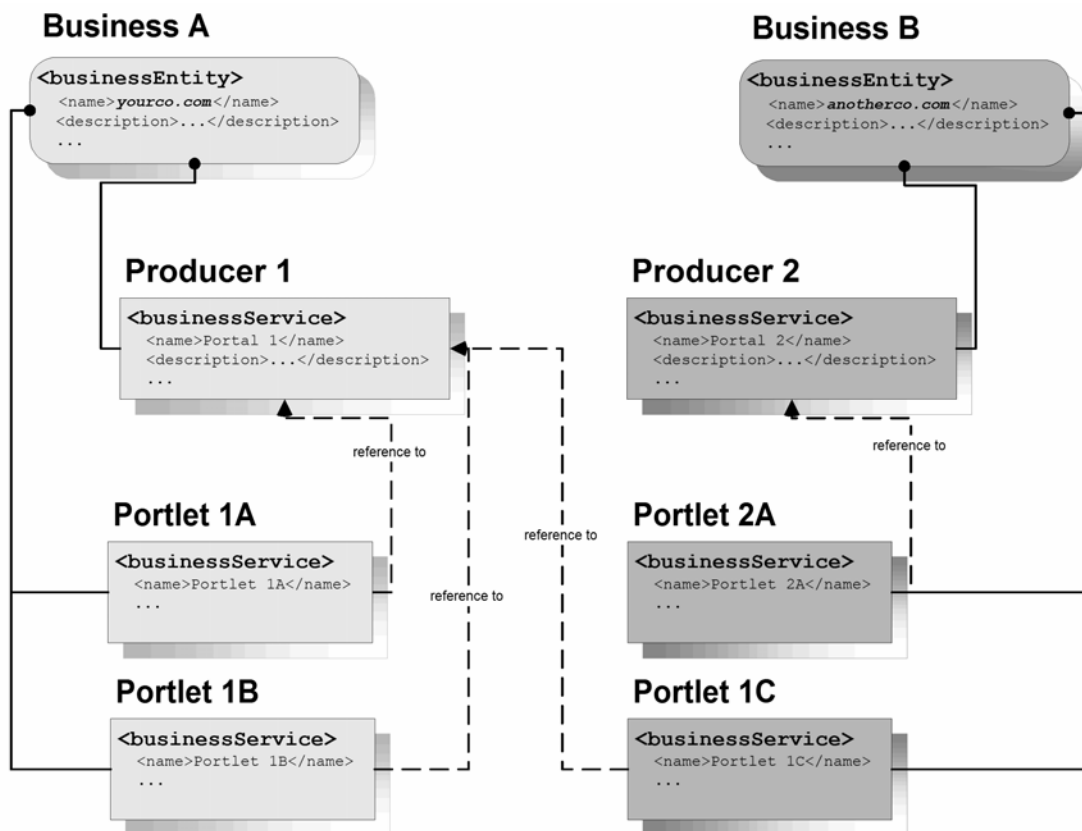 Business A
<businessEntity>
<name>yourco.com</name>
<description>...</description>
...
Business B
<businessEntity>
<name>anotherco.com</name>
<description>...</description>
...
Producer 1
<businessService>
<name>Portal 1</name>
<description>...</description>
...
Producer 2
<businessService>
<name>Portal 2</name>
<description>...</description>
...
reference to
reference to
Portlet 1A
<businessService>
<name>Portlet 1A</name>
...
reference to
reference to
Portlet 2A
<businessService>
<name>Portlet 2A</name>
...
Portlet 1B
<businessService>
<name>Portlet 1B</name>
...
Portlet 1C
<businessService>
<name>Portlet 1C</name>
...